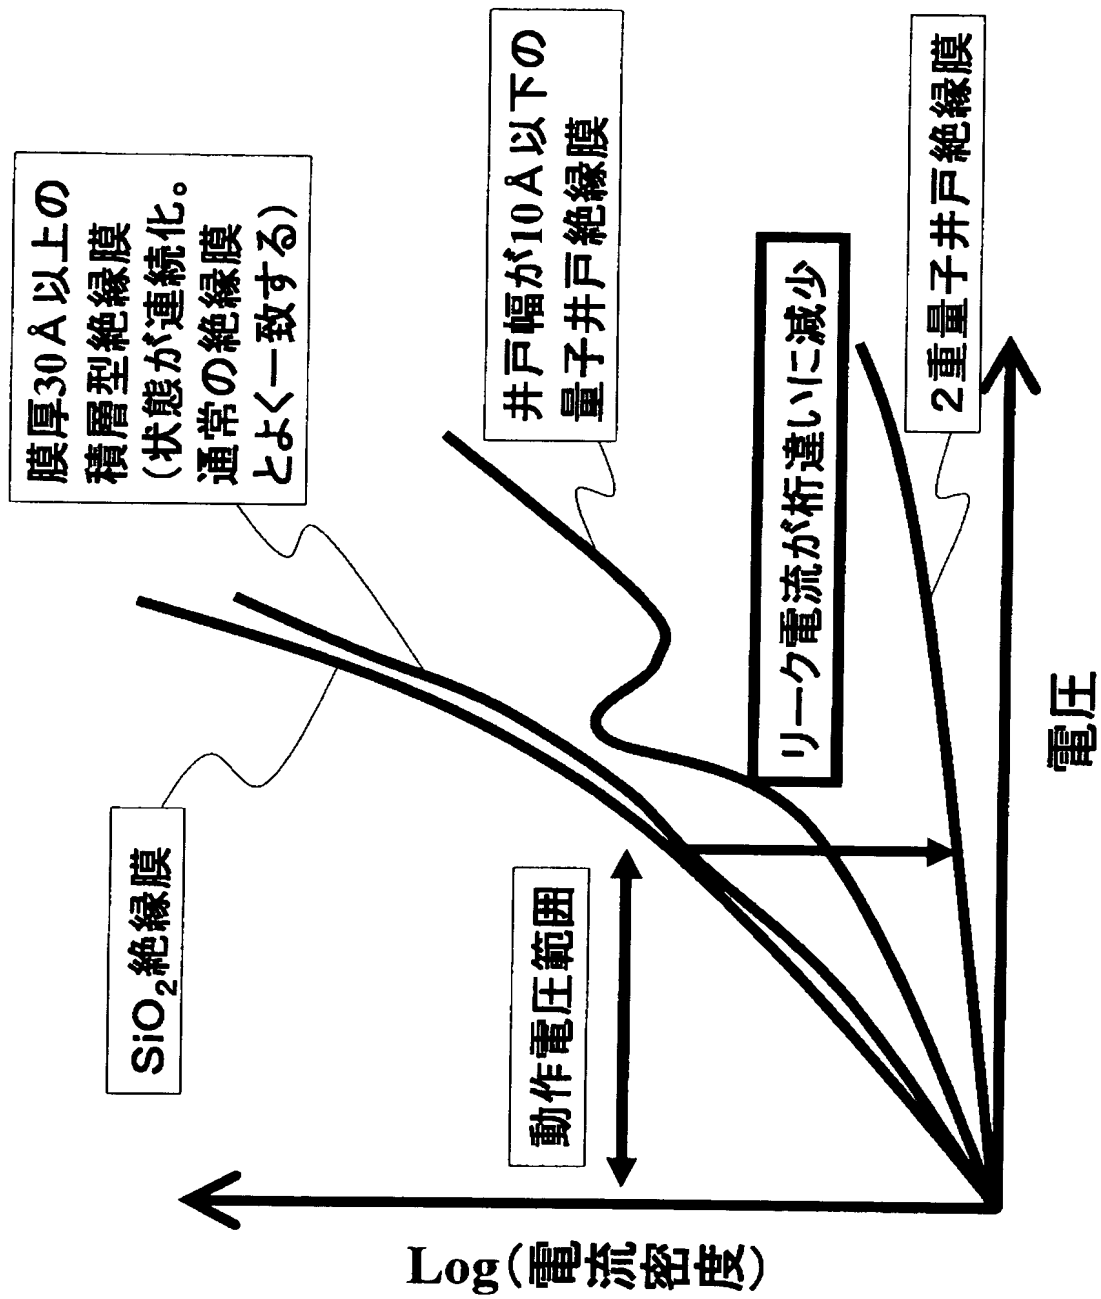 膜厚30Å以上の
積層型絶縁膜
(状態が連続化。
通常の絶縁膜
とよく一致する)
SiO₂絶縁膜
井戸幅が10Å以下の
量子井戸絶縁膜
動作電圧範囲
リーク電流が桁違いに減少
2重量子井戸絶縁膜
Log(電流密度)
電圧